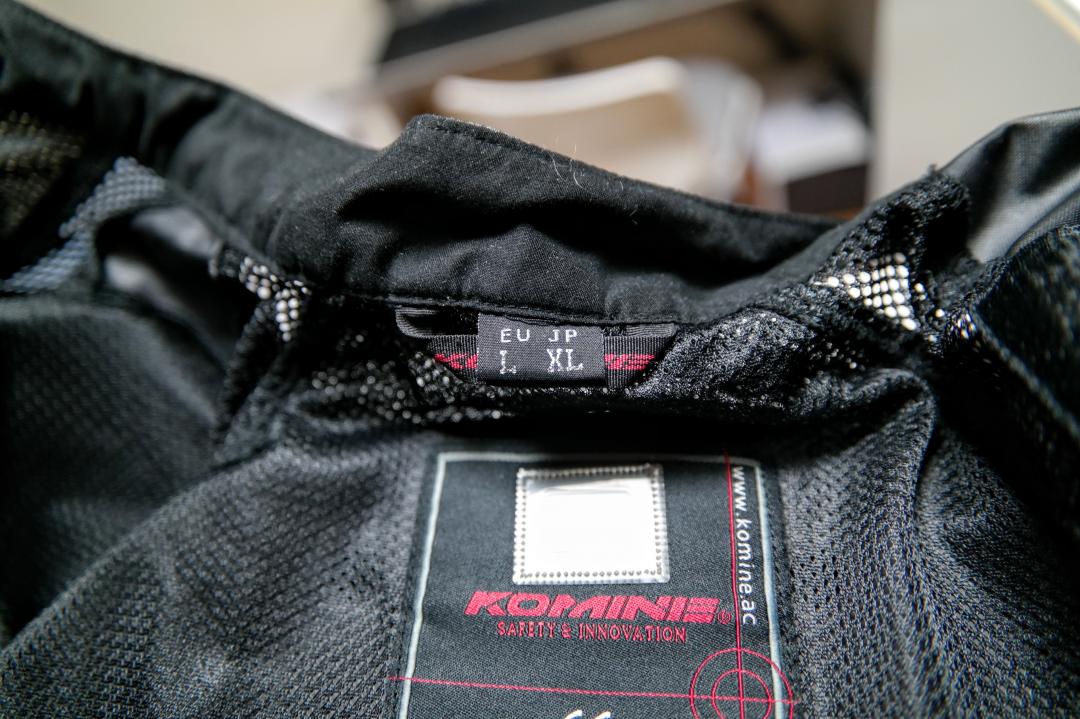 EU JP
L XL
www.komine.ac
KOMINE®
SAFETY & INNOVATION